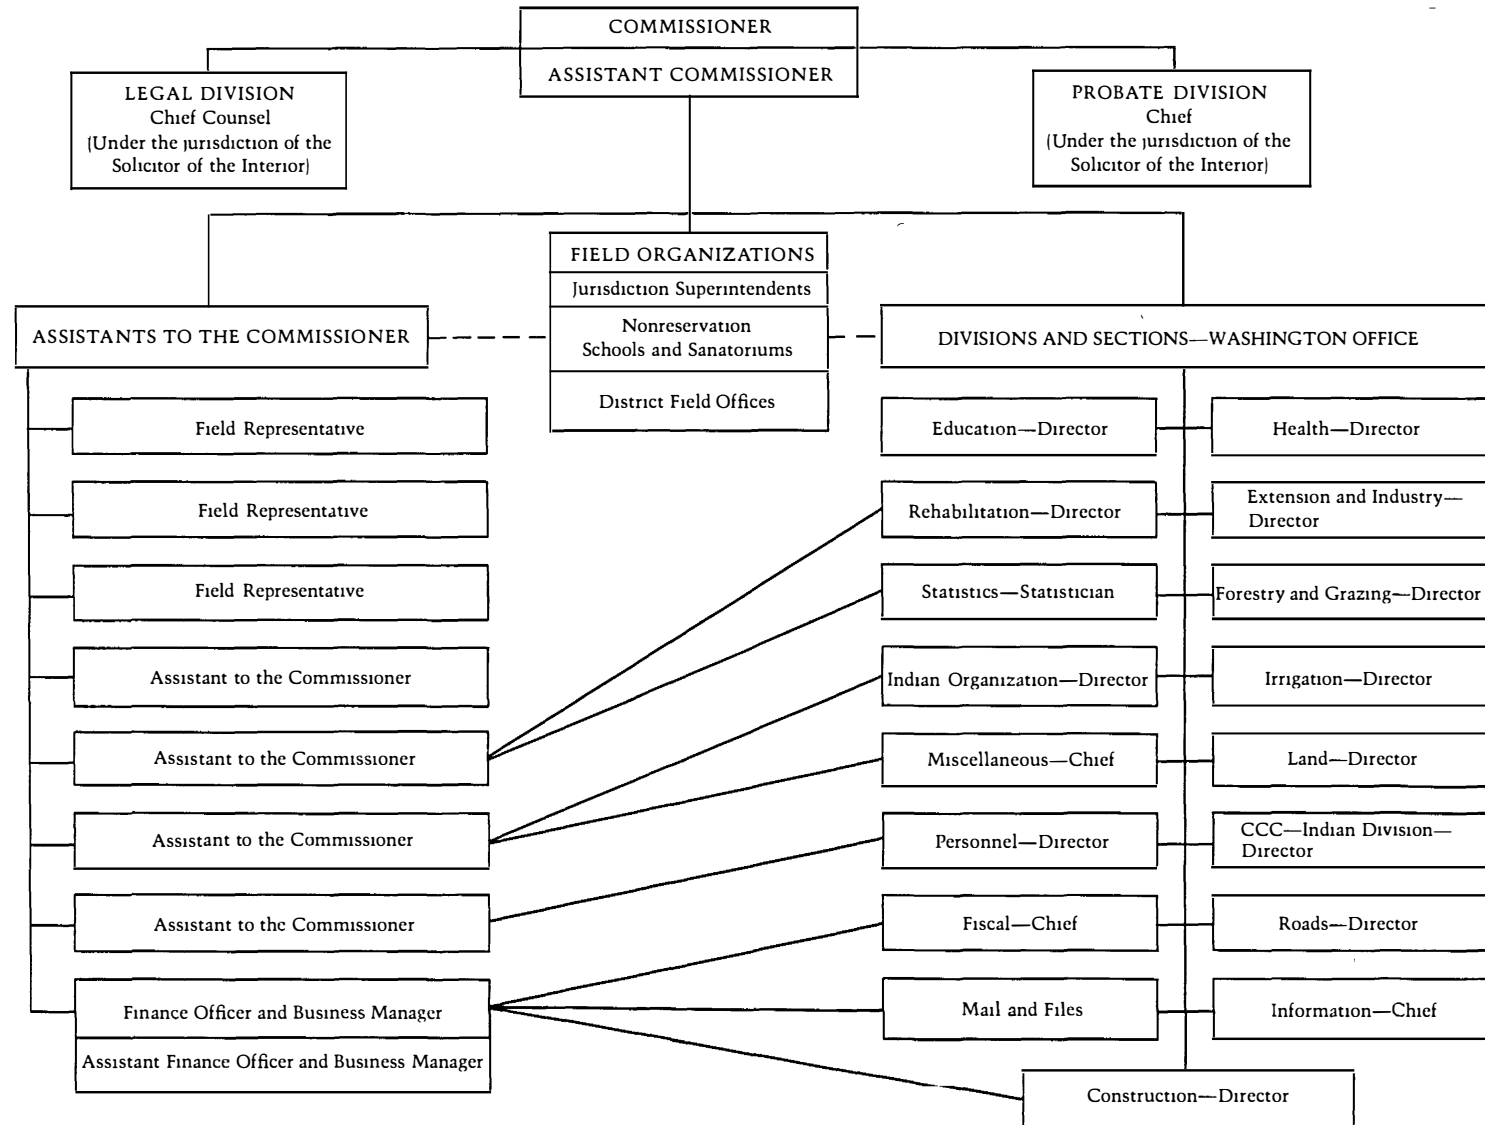 COMMISSIONER
ASSISTANT COMMISSIONER
LEGAL DIVISION
Chief Counsel
(Under the jurisdiction of the
Solicitor of the Interior)
PROBATE DIVISION
Chief
(Under the jurisdiction of the
Solicitor of the Interior)
FIELD ORGANIZATIONS
Jurisdiction Superintendents
Nonreservation
Schools and Sanatoriums
District Field Offices
ASSISTANTS TO THE COMMISSIONER
Field Representative
Field Representative
Field Representative
Assistant to the Commissioner
Assistant to the Commissioner
Assistant to the Commissioner
Assistant to the Commissioner
Finance Officer and Business Manager
Assistant Finance Officer and Business Manager
DIVISIONS AND SECTIONS—WASHINGTON OFFICE
Education—Director
Health—Director
Rehabilitation—Director
Extension and Industry—
Director
Statistics—Statistician
Forestry and Grazing—Director
Indian Organization—Director
Irrigation—Director
Miscellaneous—Chief
Land—Director
Personnel—Director
CCC—Indian Division—
Director
Fiscal—Chief
Roads—Director
Mail and Files
Information—Chief
Construction—Director